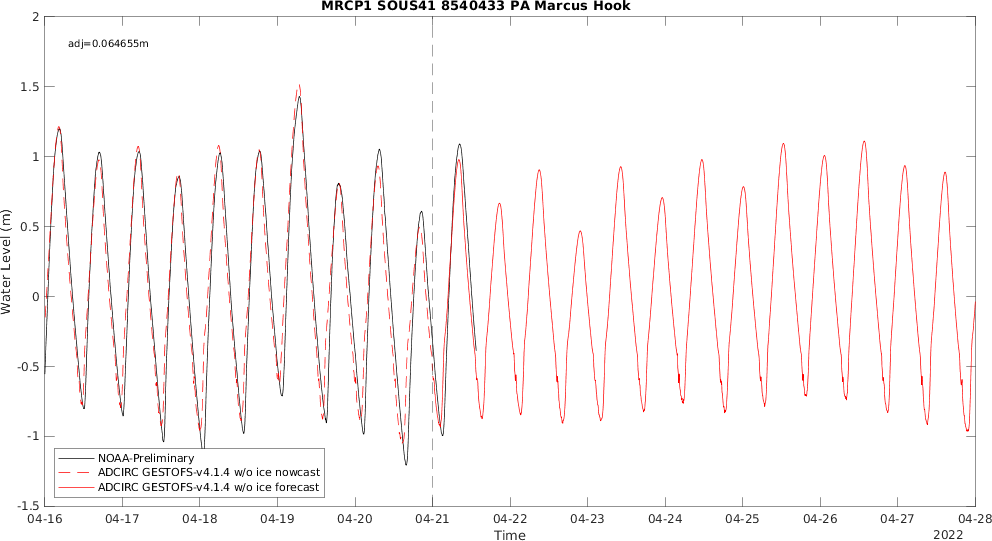 MRCP1 SOUS41 8540433 PA Marcus Hook
adj=0.064655m
2
1.5
1
0.5
0
-0.5
-1
-1.5
Water Level (m)
NOAA-Preliminary
ADCIRC GESTOFS-v4.1.4 w/o ice nowcast
ADCIRC GESTOFS-v4.1.4 w/o ice forecast
04-16 04-17 04-18 04-19 04-20 04-21 04-22 04-23 04-24 04-25 04-26 04-27 04-28
Time
2022